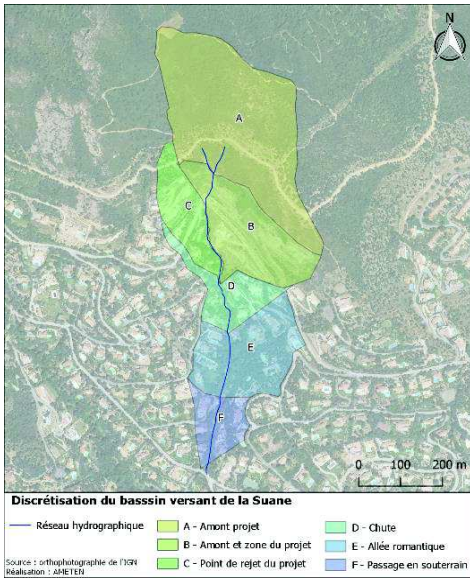 N
A
C
B
D
E
F
0 100 200 m
Discrétisation du basssin versant de la Suane
Réseau hydrographique
A - Amont projet
B - Amont et zone du projet
C - Point de rejet du projet
D - Chute
E - Allée romantique
F - Passage en souterrain
Source : orthophotographie de l'IGN
Réalisation : AMETEN